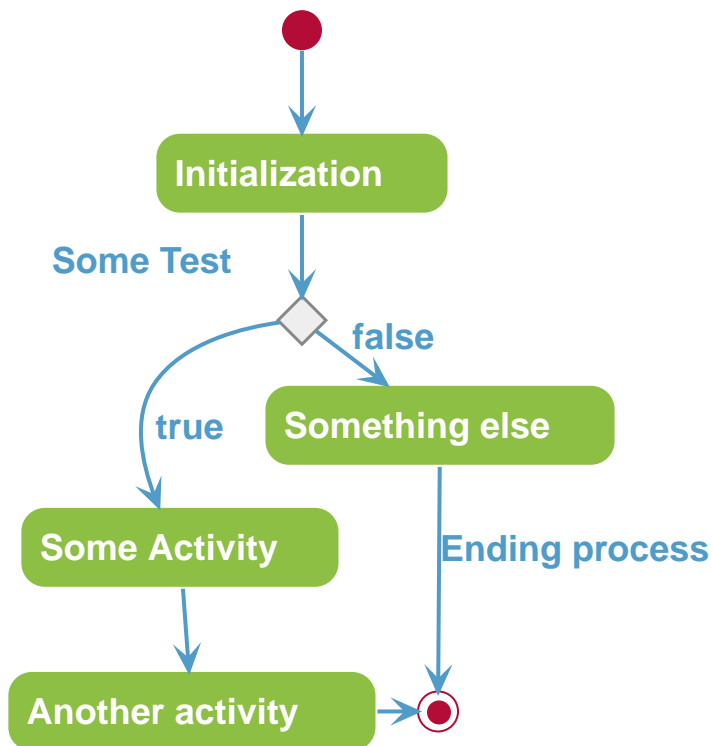 Initialization
Some Test
false
true
Something else
Some Activity
Ending process
Another activity